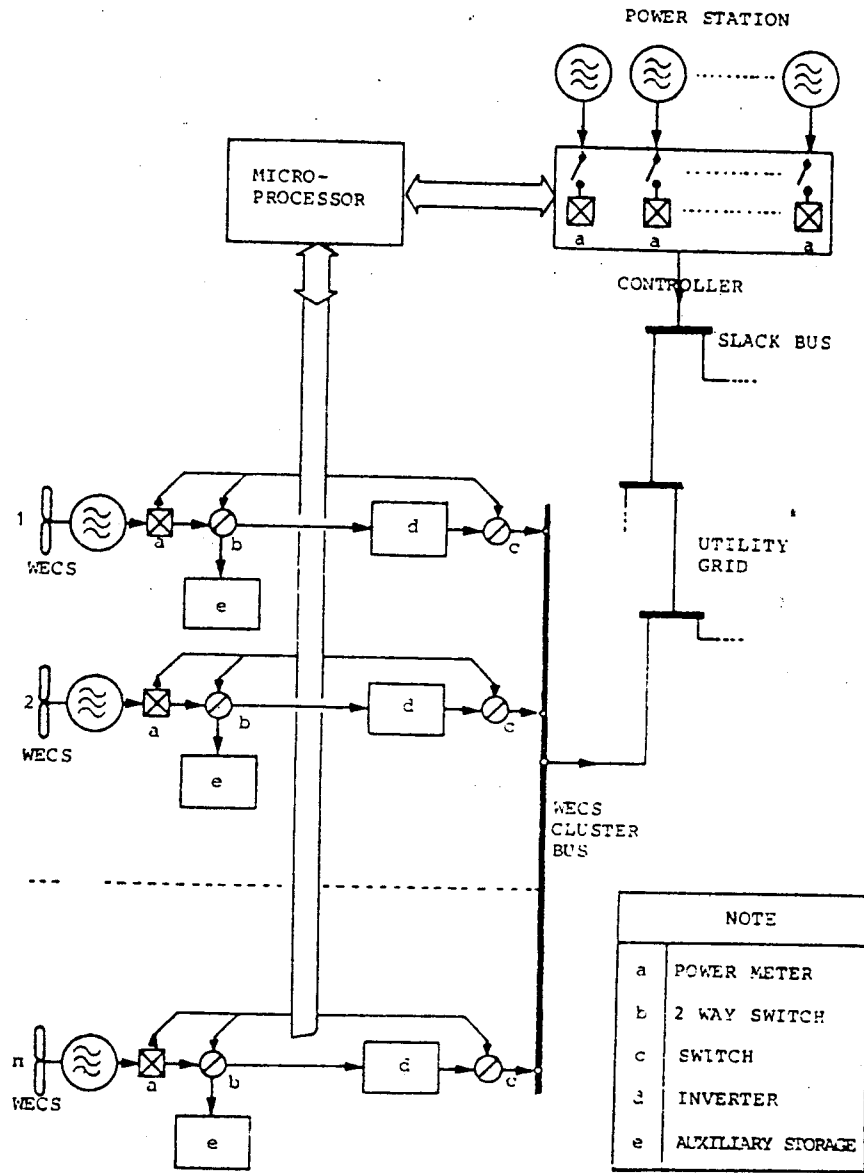 POWER STATION
MICRO-
PROCESSOR
a
a
a
CONTROLLER
SLACK BUS
1
a
b
d
c
WECS
e
UTILITY
GRID
2
a
b
d
c
WECS
e
WECS
CLUSTER
BUS
n
a
b
d
c
WECS
e
NOTE
a POWER METER
b 2 WAY SWITCH
c SWITCH
d INVERTER
e AUXILIARY STORAGE